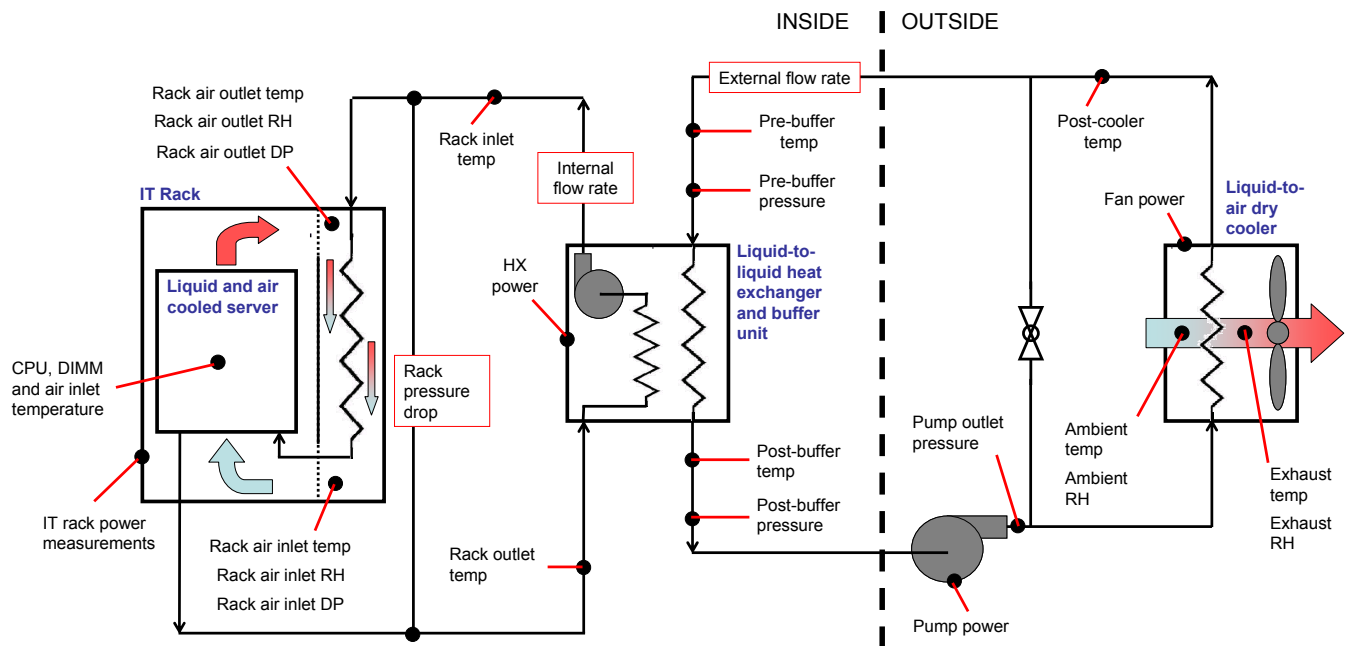 INSIDE
OUTSIDE
External flow rate
Rack air outlet temp
Rack air outlet RH
Rack air outlet DP
Rack inlet
temp
Pre-buffer
temp
Post-cooler
temp
Internal
flow rate
Pre-buffer
pressure
IT Rack
Fan power
Liquid-to-
air dry
cooler
HX
power
Liquid-to-
liquid heat
exchanger
and buffer
unit
Liquid and air
cooled server
CPU, DIMM
and air inlet
temperature
Rack
pressure
drop
Pump outlet
pressure
Ambient
temp
Ambient
RH
Exhaust
temp
Exhaust
RH
Post-buffer
temp
Post-buffer
pressure
IT rack power
measurements
Rack air inlet temp
Rack air inlet RH
Rack air inlet DP
Rack outlet
temp
Pump power